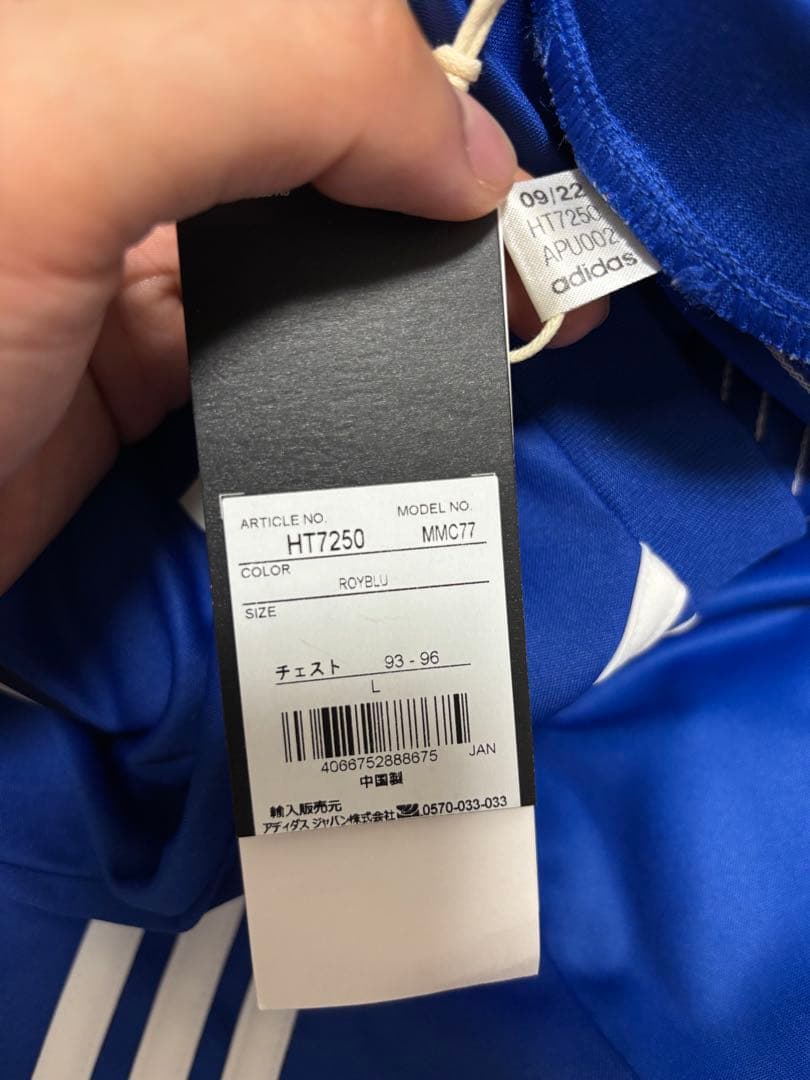 09/22
HT7250
APU002
adidas
ARTICLE NO. MODEL NO.
HT7250 MMC77
COLOR
ROYBLU
SIZE
チェスト 93 - 96
L
4066752888675 JAN
中国製
輸入販売元
アディダス ジャパン株式会社 0570-033-033